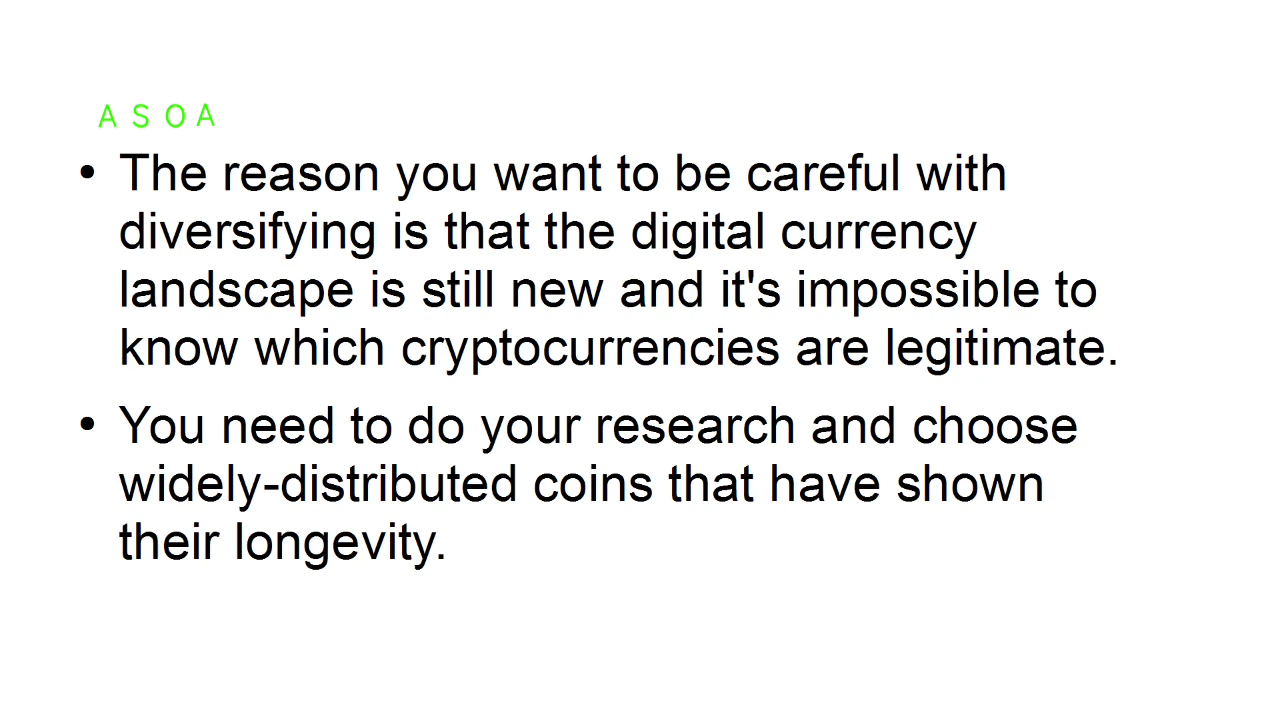 A S O A
• The reason you want to be careful with
diversifying is that the digital currency
landscape is still new and it's impossible to
know which cryptocurrencies are legitimate.
• You need to do your research and choose
widely-distributed coins that have shown
their longevity.